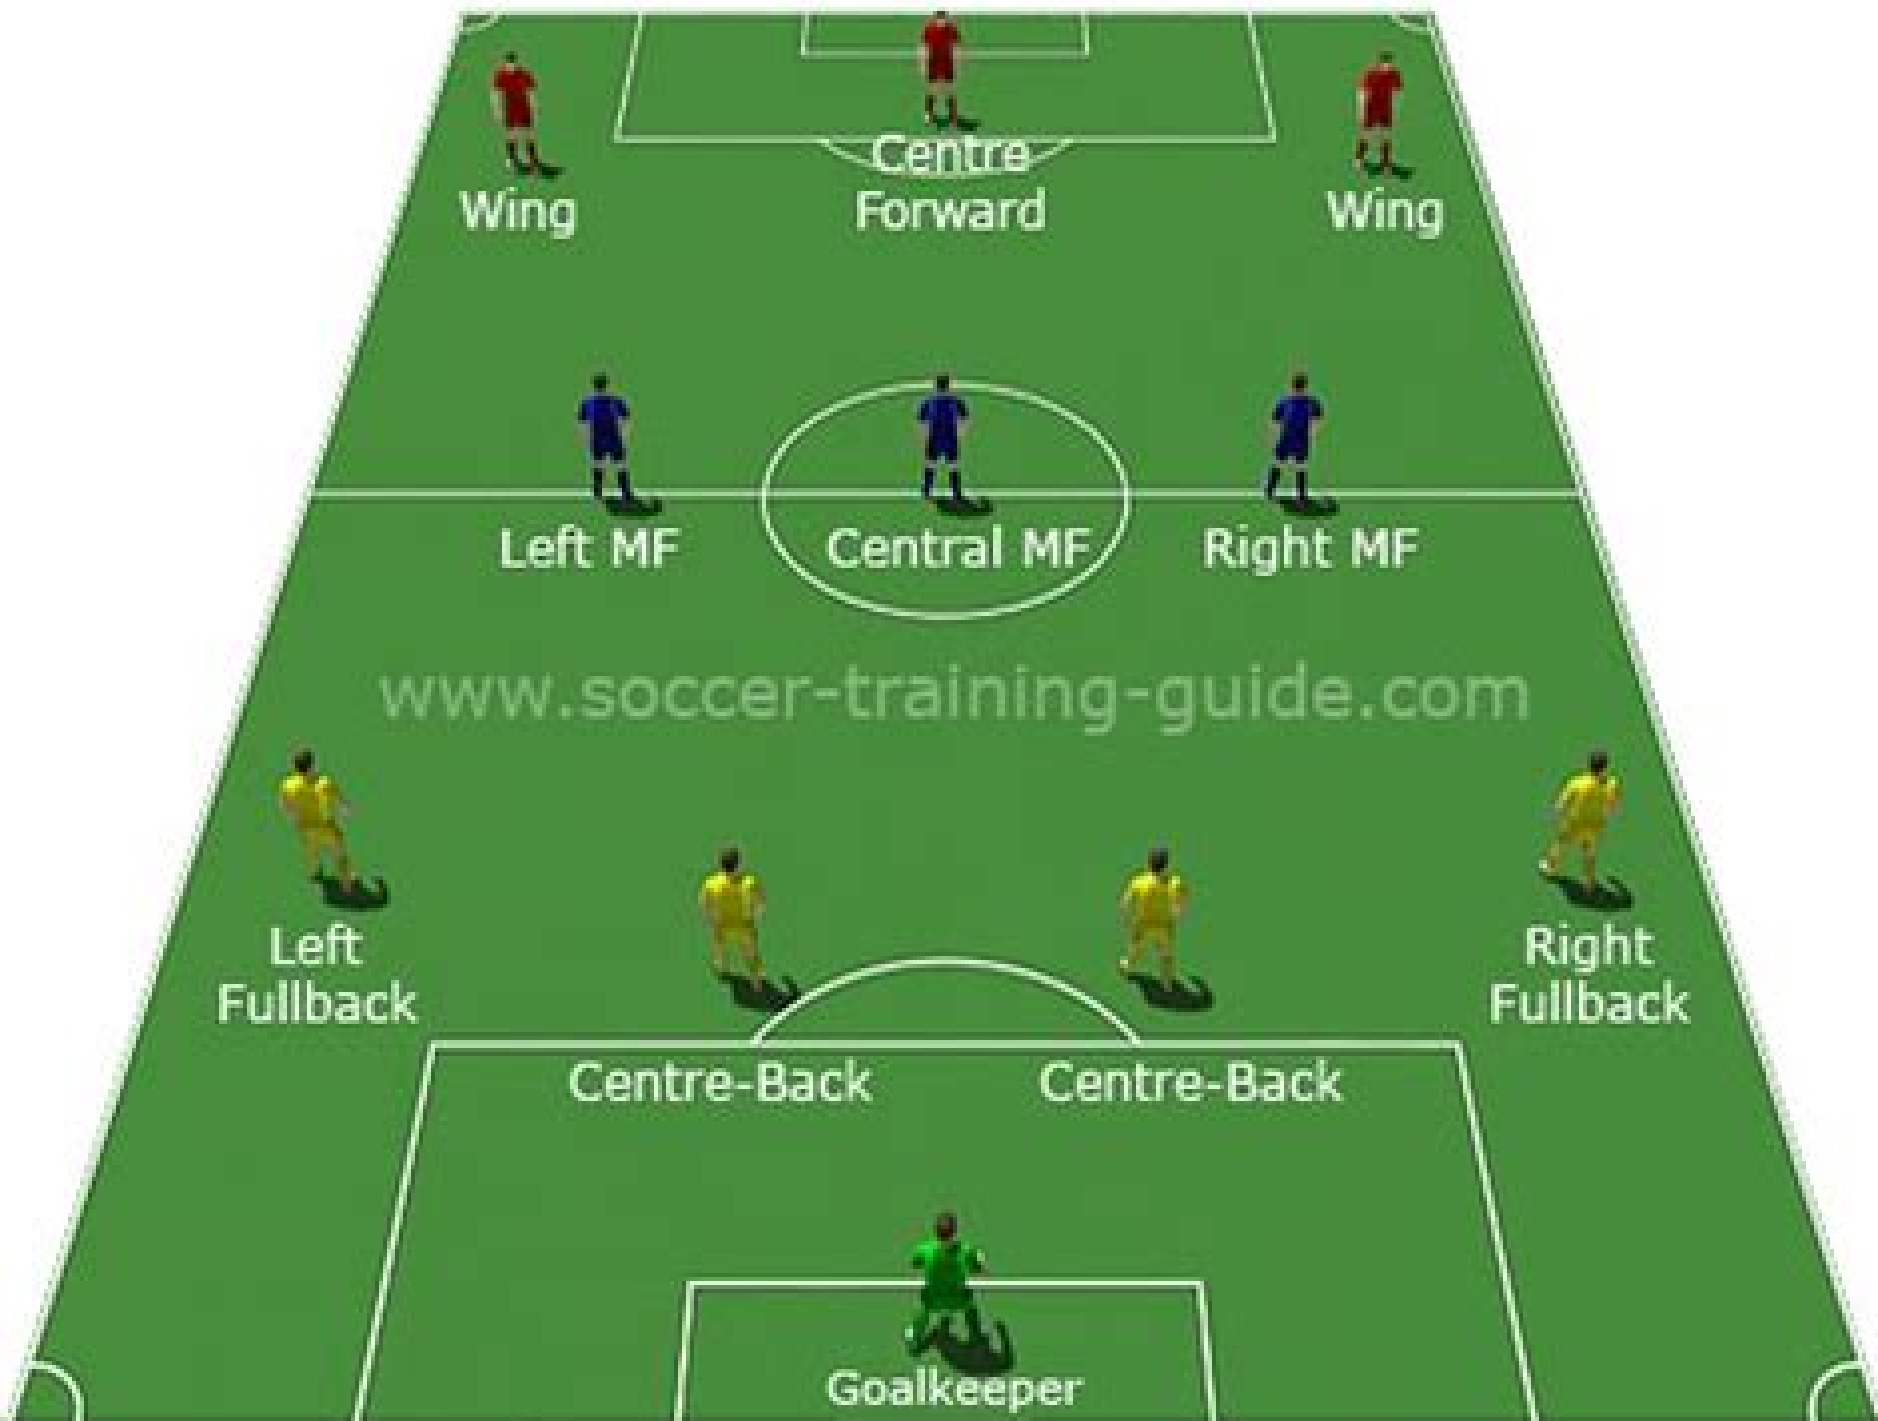 Centre
Wing Forward Wing
Left MF Central MF Right MF
www.soccer-training-guide.com
Left Right
Fullback Fullback
Centre-Back Centre-Back
Goalkeeper